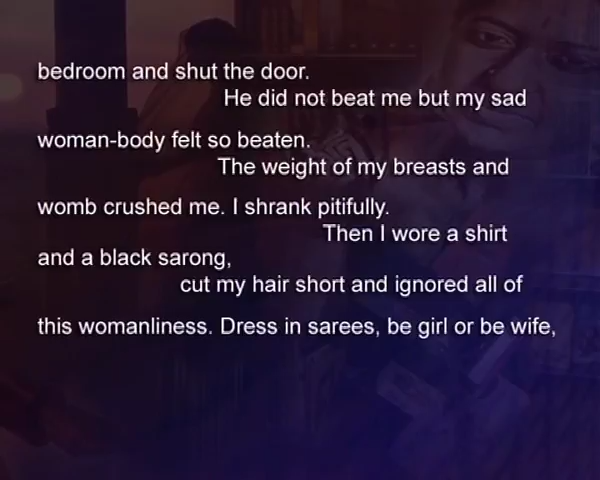 bedroom and shut the door.
He did not beat me but my sad
woman-body felt so beaten.
The weight of my breasts and
womb crushed me. I shrank pitifully.
Then I wore a shirt
and a black sarong,
cut my hair short and ignored all of
this womanliness. Dress in sarees, be girl or be wife,